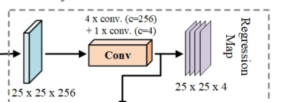 4 x conv. (c=256)
+ 1 x conv. (c=4)
Conv
Regression
Map
25 x 25 x 256
25 x 25 x 4